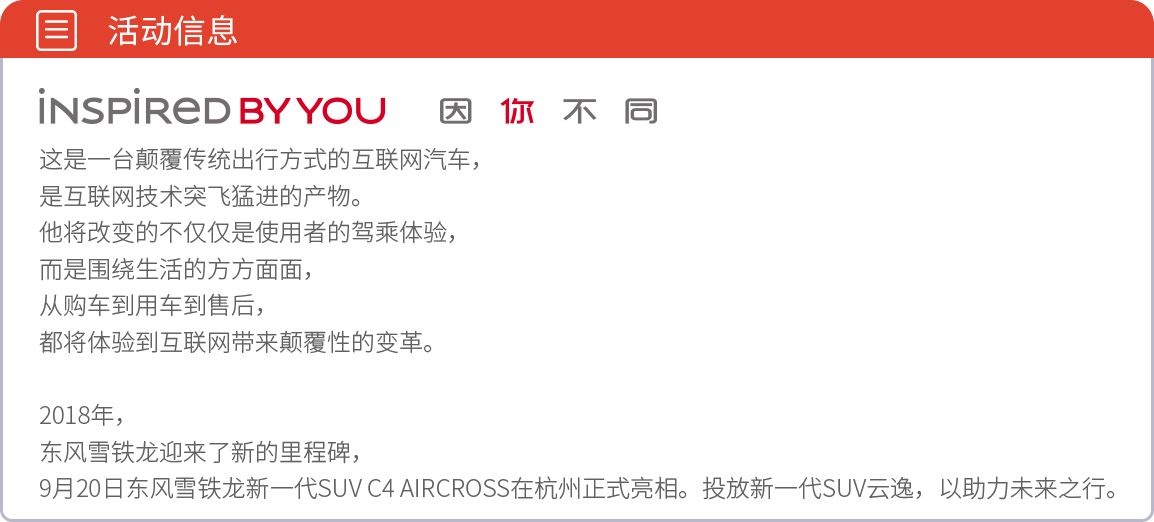 活动信息
INSPIRED BY YOU 因你不同
这是一台颠覆传统出行方式的互联网汽车，
是互联网技术突飞猛进的产物。
他将改变的不仅仅是使用者的驾乘体验，
而是围绕生活的方方面面，
从购车到用车到售后，
都将体验到互联网带来颠覆性的变革。
2018年，
东风雪铁龙迎来了新的里程碑，
9月20日东风雪铁龙新一代SUV C4 AIRCROSS在杭州正式亮相。投放新一代SUV云逸，以助力未来之行。